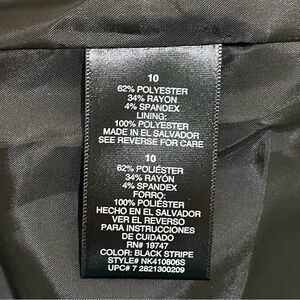 10
62% POLYESTER
34% RAYON
4% SPANDEX
LINING:
100% POLYESTER
MADE IN EL SALVADOR
SEE REVERSE FOR CARE
10
62% POLIÉSTER
34% RAYÓN
4% SPANDEX
FORRO:
100% POLIÉSTER
HECHO EN EL SALVADOR
VER EL REVERSO
PARA INSTRUCCIONES
DE CUIDADO
RN# 19747
COLOR: BLACK STRIPE
STYLE# NK410806S
UPC# 7 2821300209